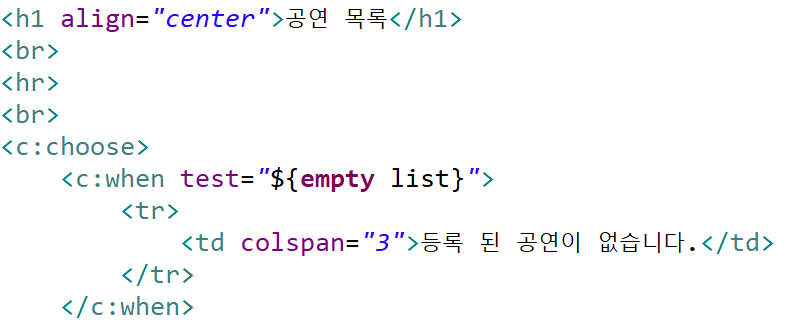 <h1 align="center">공연 목록</h1>
<br>
<hr>
<br>
<c:choose>
    <c:when test="${empty list}">
        <tr>
            <td colspan="3">등록 된 공연이 없습니다.</td>
        </tr>
    </c:when>